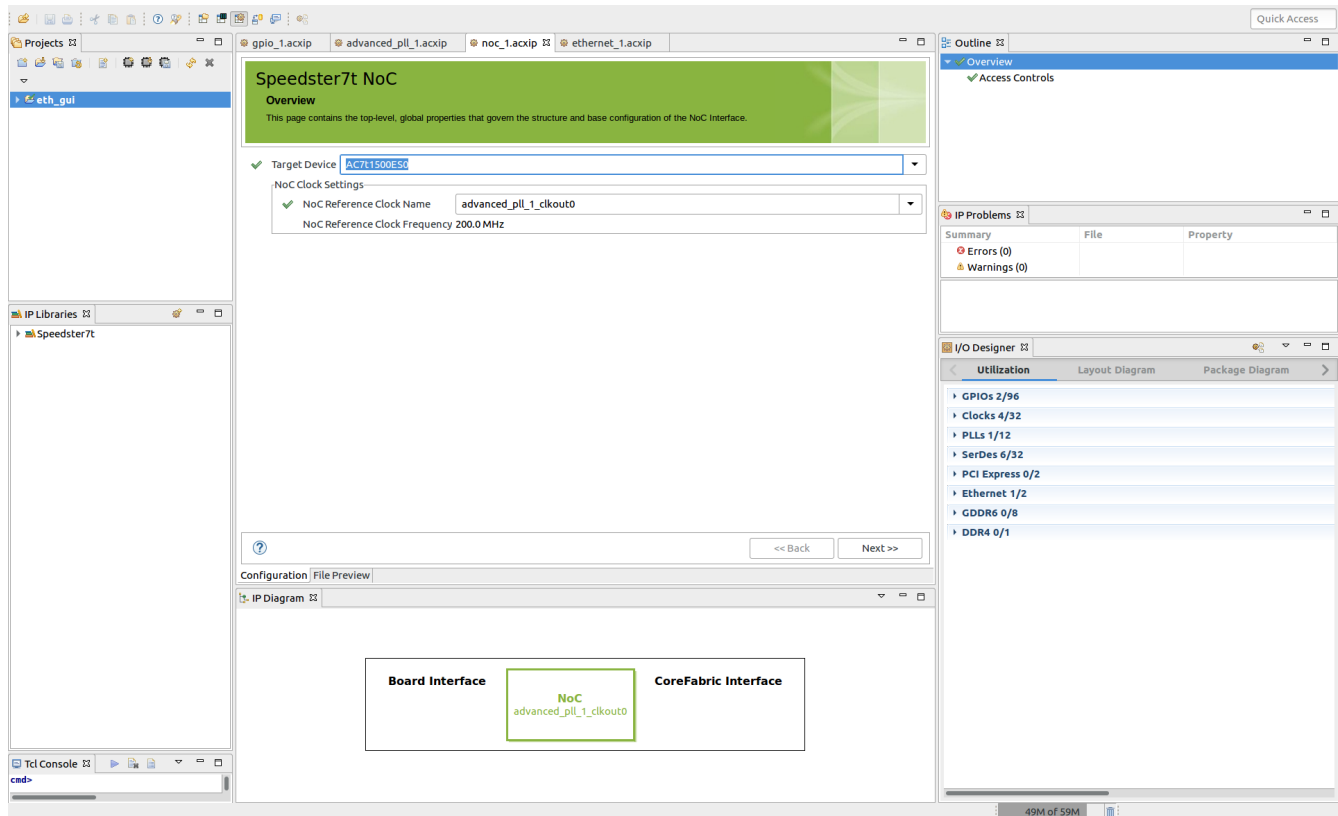 Quick Access
Projects
eth_gui
IP Libraries
Speedster7t
Tcl Console
cmd>
gpio_1.acxip
advanced_pll_1.acxip
noc_1.acxip
ethernet_1.acxip
Speedster7t NoC
Overview
This page contains the top-level, global properties that govern the structure and base configuration of the NoC Interface.
Target Device AC7t1500ES0
NoC Clock Settings
NoC Reference Clock Name advanced_pll_1_clkout0
NoC Reference Clock Frequency 200.0 MHz
<< Back Next >>
Configuration File Preview
IP Diagram
Board Interface
NoC
advanced_pll_1_clkout0
CoreFabric Interface
Outline
Overview
Access Controls
IP Problems
Summary File Property
Errors (0)
Warnings (0)
I/O Designer
Utilization Layout Diagram Package Diagram
GPIOs 2/96
Clocks 4/32
PLLs 1/12
SerDes 6/32
PCI Express 0/2
Ethernet 1/2
GDDR6 0/8
DDR4 0/1
49M of 59M